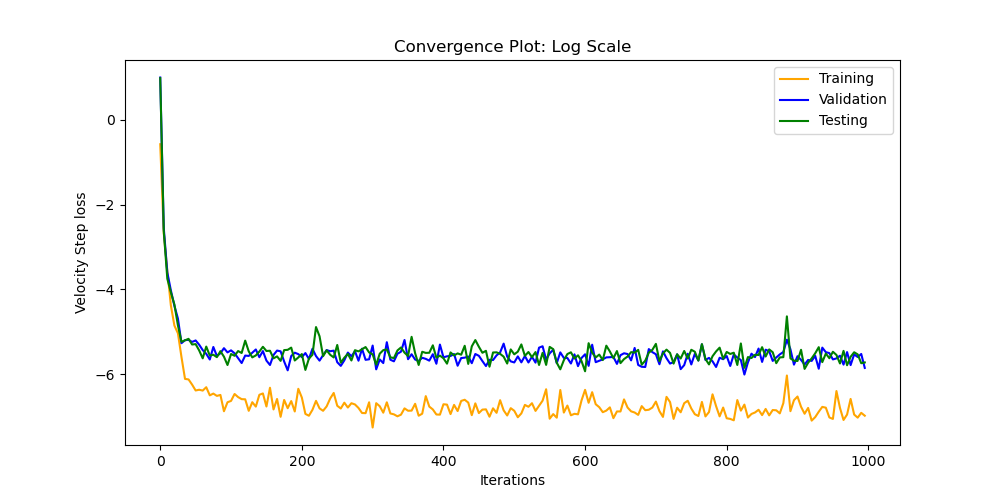 Convergence Plot: Log Scale
Training
Validation
Testing
0
−2
−4
−6
Velocity Step loss
0
200
400
600
800
1000
Iterations